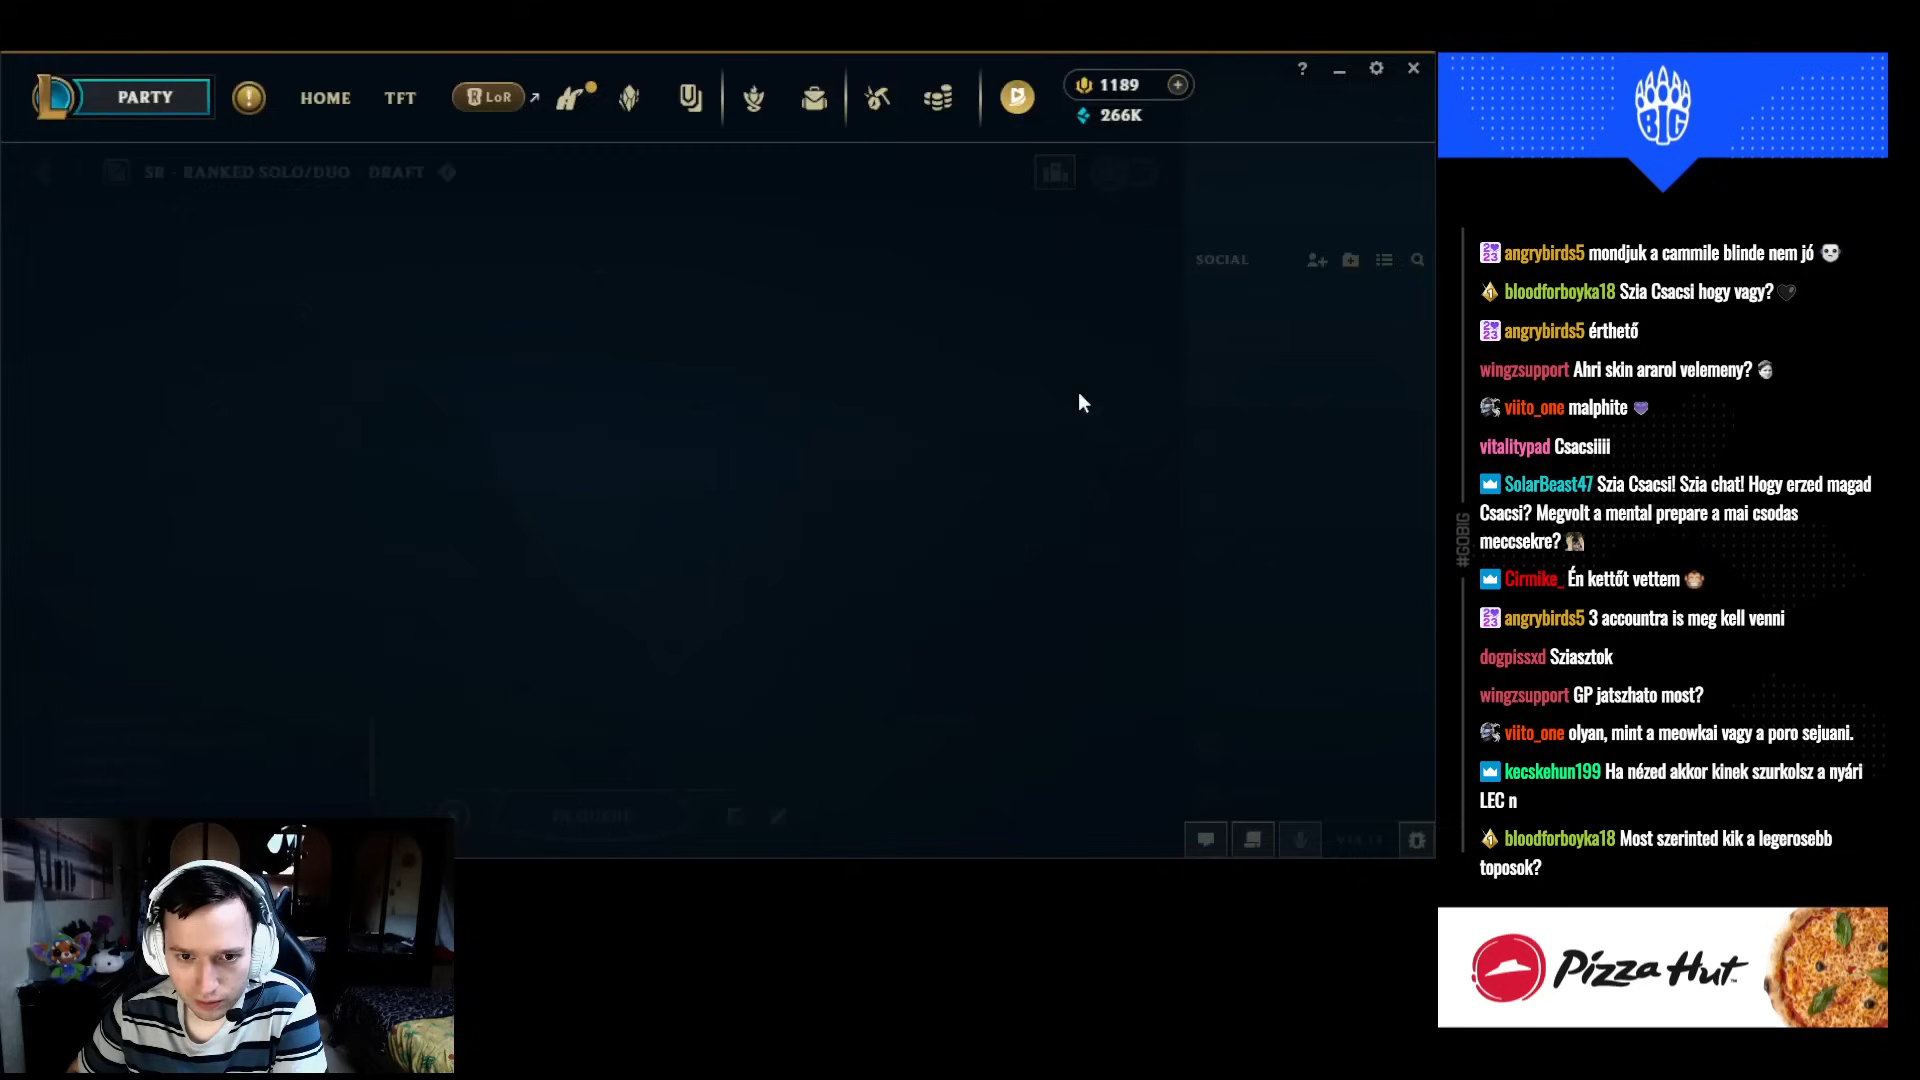 PARTY
HOME
TFT
LoR
1189
266K
SR - RANKED SOLO/DUO - DRAFT
SOCIAL
IN QUEUE
BIG
angrybirds5 mondjuk a cammile blinde nem jó
bloodforboyka18 Szia Csacsi hogy vagy?
angrybirds5 érthető
wingzsupport Ahri skin ararol velemeny?
viito_one malphite
vitalitypad Csacsiiii
SolarBeast47 Szia Csacsi! Szia chat! Hogy erzed magad
Csacsi? Megvolt a mental prepare a mai csodas
meccsekre?
Cirmike_ Én kettőt vettem
angrybirds5 3 accountra is meg kell venni
dogpissxd Sziasztok
wingzsupport GP jatszhato most?
viito_one olyan, mint a meowkai vagy a poro sejuani.
kecskehun199 Ha nézed akkor kinek szurkolsz a nyári
LEC n
bloodforboyka18 Most szerinted kik a legerosebb
toposok?
#GOBIG
Pizza Hut